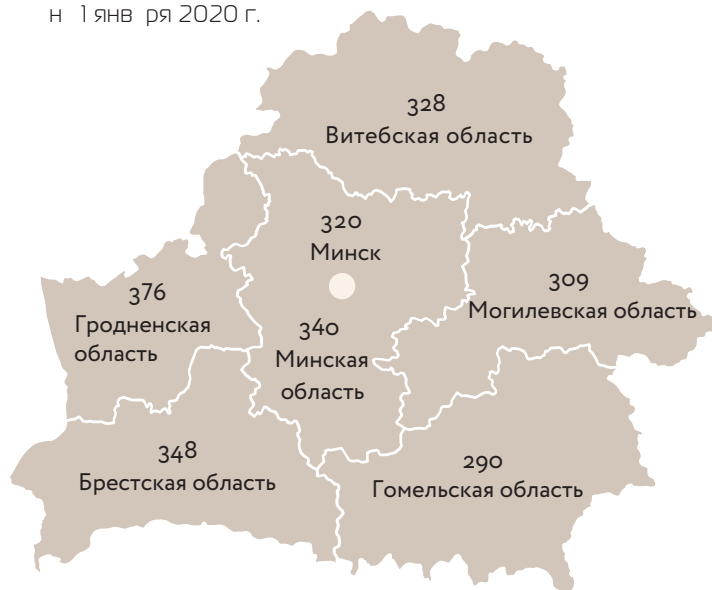 н 1 янв ря 2020 г.
328
Витебская область
320
Минск
376
Гродненская
область
309
Могилевская область
340
Минская
область
348
Брестская область
290
Гомельская область